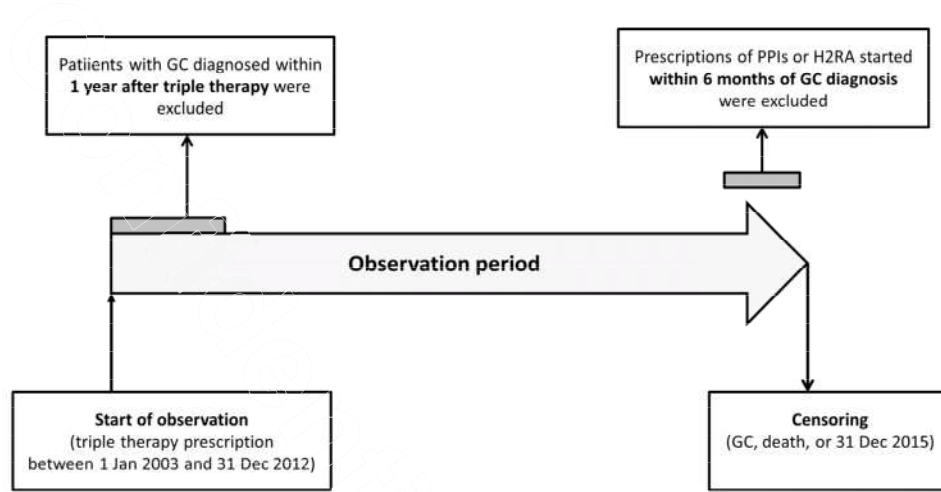 Patiients with GC diagnosed within
1 year after triple therapy were
excluded
Prescriptions of PPIs or H2RA started
within 6 months of GC diagnosis
were excluded
Observation period
Start of observation
(triple therapy prescription
between 1 Jan 2003 and 31 Dec 2012)
Censoring
(GC, death, or 31 Dec 2015)